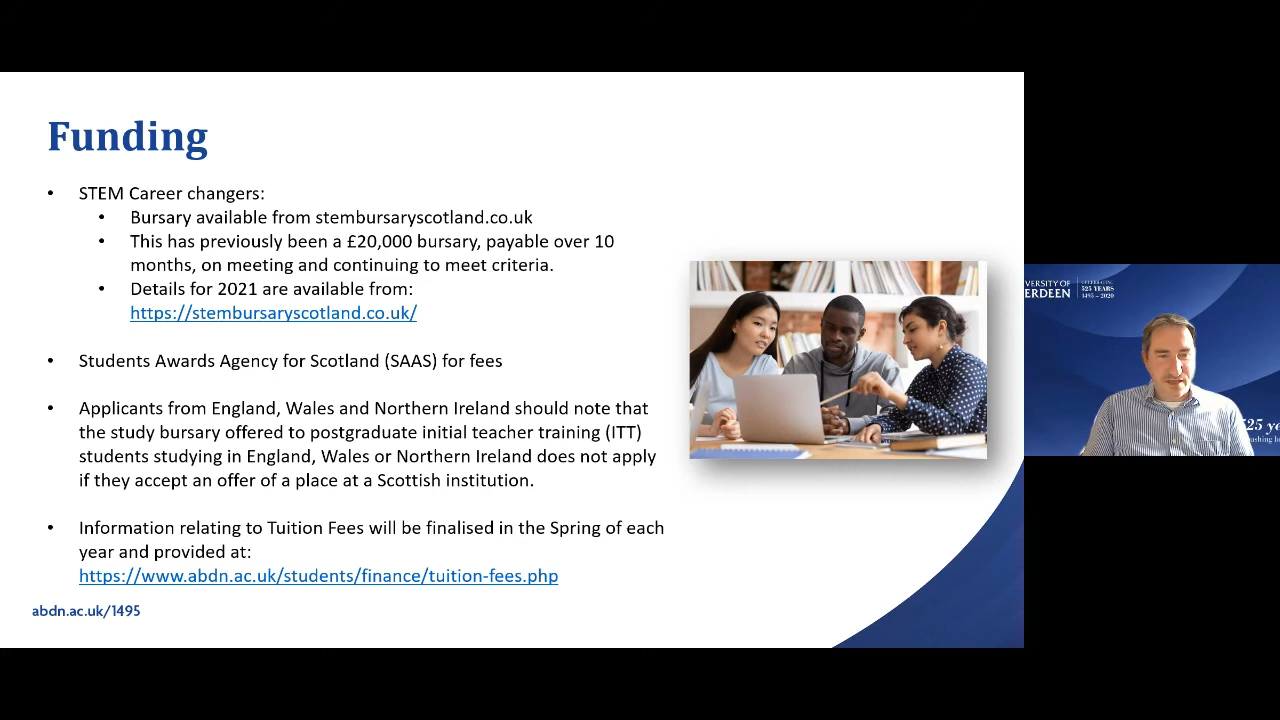 Funding
• STEM Career changers:
• Bursary available from stembursaryscotland.co.uk
• This has previously been a £20,000 bursary, payable over 10
months, on meeting and continuing to meet criteria.
• Details for 2021 are available from:
https://stembursaryscotland.co.uk/
• Students Awards Agency for Scotland (SAAS) for fees
• Applicants from England, Wales and Northern Ireland should note that
the study bursary offered to postgraduate initial teacher training (ITT)
students studying in England, Wales or Northern Ireland does not apply
if they accept an offer of a place at a Scottish institution.
• Information relating to Tuition Fees will be finalised in the Spring of each
year and provided at:
https://www.abdn.ac.uk/students/finance/tuition-fees.php
abdn.ac.uk/1495
VERSITY OF
ERDEEN
CELEBRATING
525 YEARS
1495 – 2020
525 ye